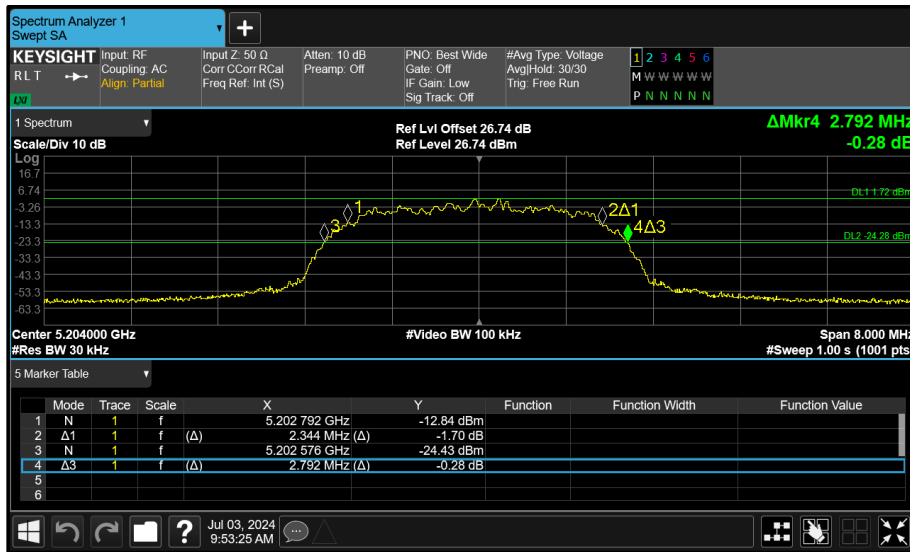 Spectrum Analyzer 1
Swept SA
+
KEYSIGHT Input: RF Input Z: 50 Ω Atten: 10 dB PNO: Best Wide #Avg Type: Voltage 1 2 3 4 5 6
R L T Coupling: AC Corr CCorr RCal Preamp: Off Gate: Off Avg|Hold: 30/30 M W W W W W
Align: Partial Freq Ref: Int (S) IF Gain: Low Trig: Free Run
LXI Sig Track: Off P N N N N N
1 Spectrum Ref Lvl Offset 26.74 dB ΔMkr4 2.792 MHz
Scale/Div 10 dB Ref Level 26.74 dBm -0.28 dB
Log
16.7
6.74 DL1 1.72 dBm
-3.26 1 2Δ1
-13.3 3 4Δ3
-23.3 DL2 -24.28 dBm
-33.3
-43.3
-53.3
-63.3
Center 5.204000 GHz #Video BW 100 kHz Span 8.000 MHz
#Res BW 30 kHz #Sweep 1.00 s (1001 pts
5 Marker Table
Mode Trace Scale X Y Function Function Width Function Value
1 N 1 f 5.202 792 GHz -12.84 dBm
2 Δ1 1 f (Δ) 2.344 MHz (Δ) -1.70 dB
3 N 1 f 5.202 576 GHz -24.43 dBm
4 Δ3 1 f (Δ) 2.792 MHz (Δ) -0.28 dB
5
6
? Jul 03, 2024
9:53:25 AM